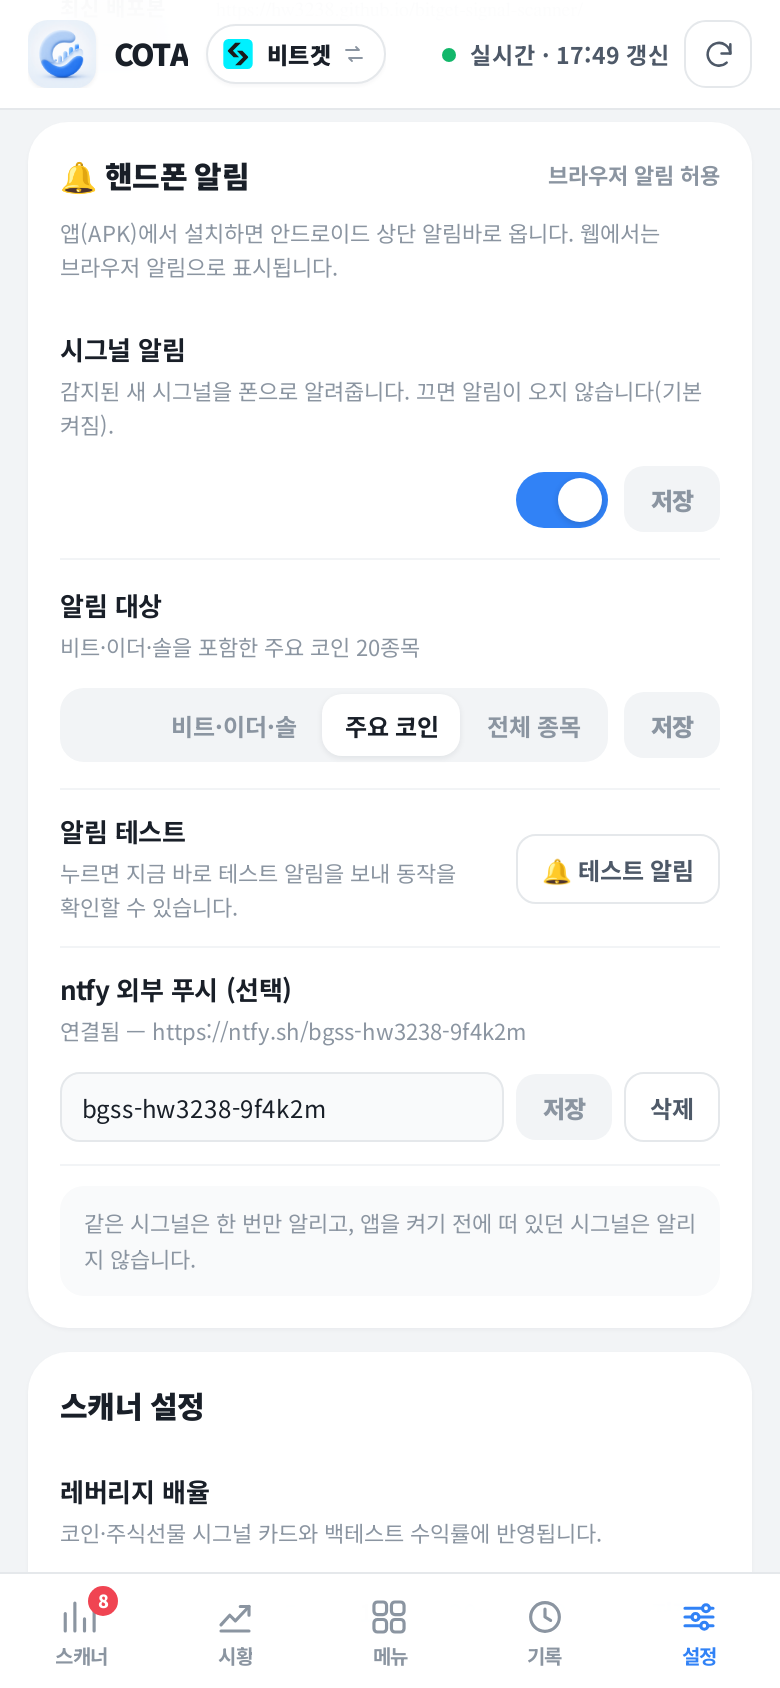 COTA
비트겟
실시간 · 17:49 갱신
🔔 핸드폰 알림
브라우저 알림 허용
앱(APK)에서 설치하면 안드로이드 상단 알림바로 옵니다. 웹에서는
브라우저 알림으로 표시됩니다.
시그널 알림
감지된 새 시그널을 폰으로 알려줍니다. 끄면 알림이 오지 않습니다(기본
켜짐).
저장
알림 대상
비트·이더·솔을 포함한 주요 코인 20종목
비트·이더·솔
주요 코인
전체 종목
저장
알림 테스트
누르면 지금 바로 테스트 알림을 보내 동작을
확인할 수 있습니다.
🔔 테스트 알림
ntfy 외부 푸시 (선택)
연결됨 — https://ntfy.sh/bgss-hw3238-9f4k2m
bgss-hw3238-9f4k2m
저장
삭제
같은 시그널은 한 번만 알리고, 앱을 켜기 전에 떠 있던 시그널은 알리
지 않습니다.
스캐너 설정
레버리지 배율
코인·주식선물 시그널 카드와 백테스트 수익률에 반영됩니다.
8
스캐너
시황
메뉴
기록
설정